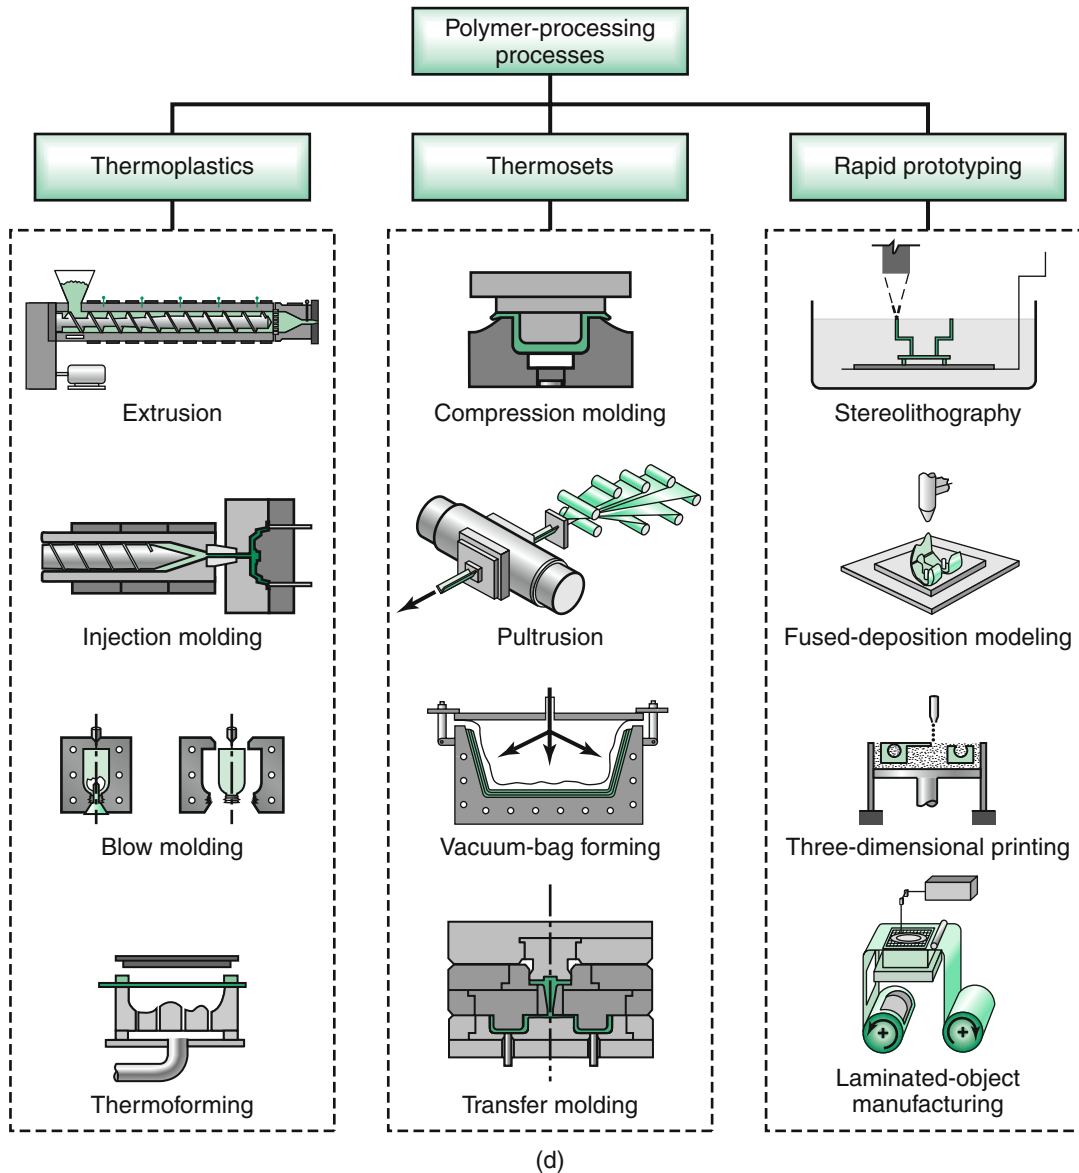 Polymer-processing
processes
Thermoplastics
Thermosets
Rapid prototyping
Extrusion
Compression molding
Stereolithography
Injection molding
Pultrusion
Fused-deposition modeling
Blow molding
Vacuum-bag forming
Three-dimensional printing
Thermoforming
Transfer molding
Laminated-object
manufacturing
(d)